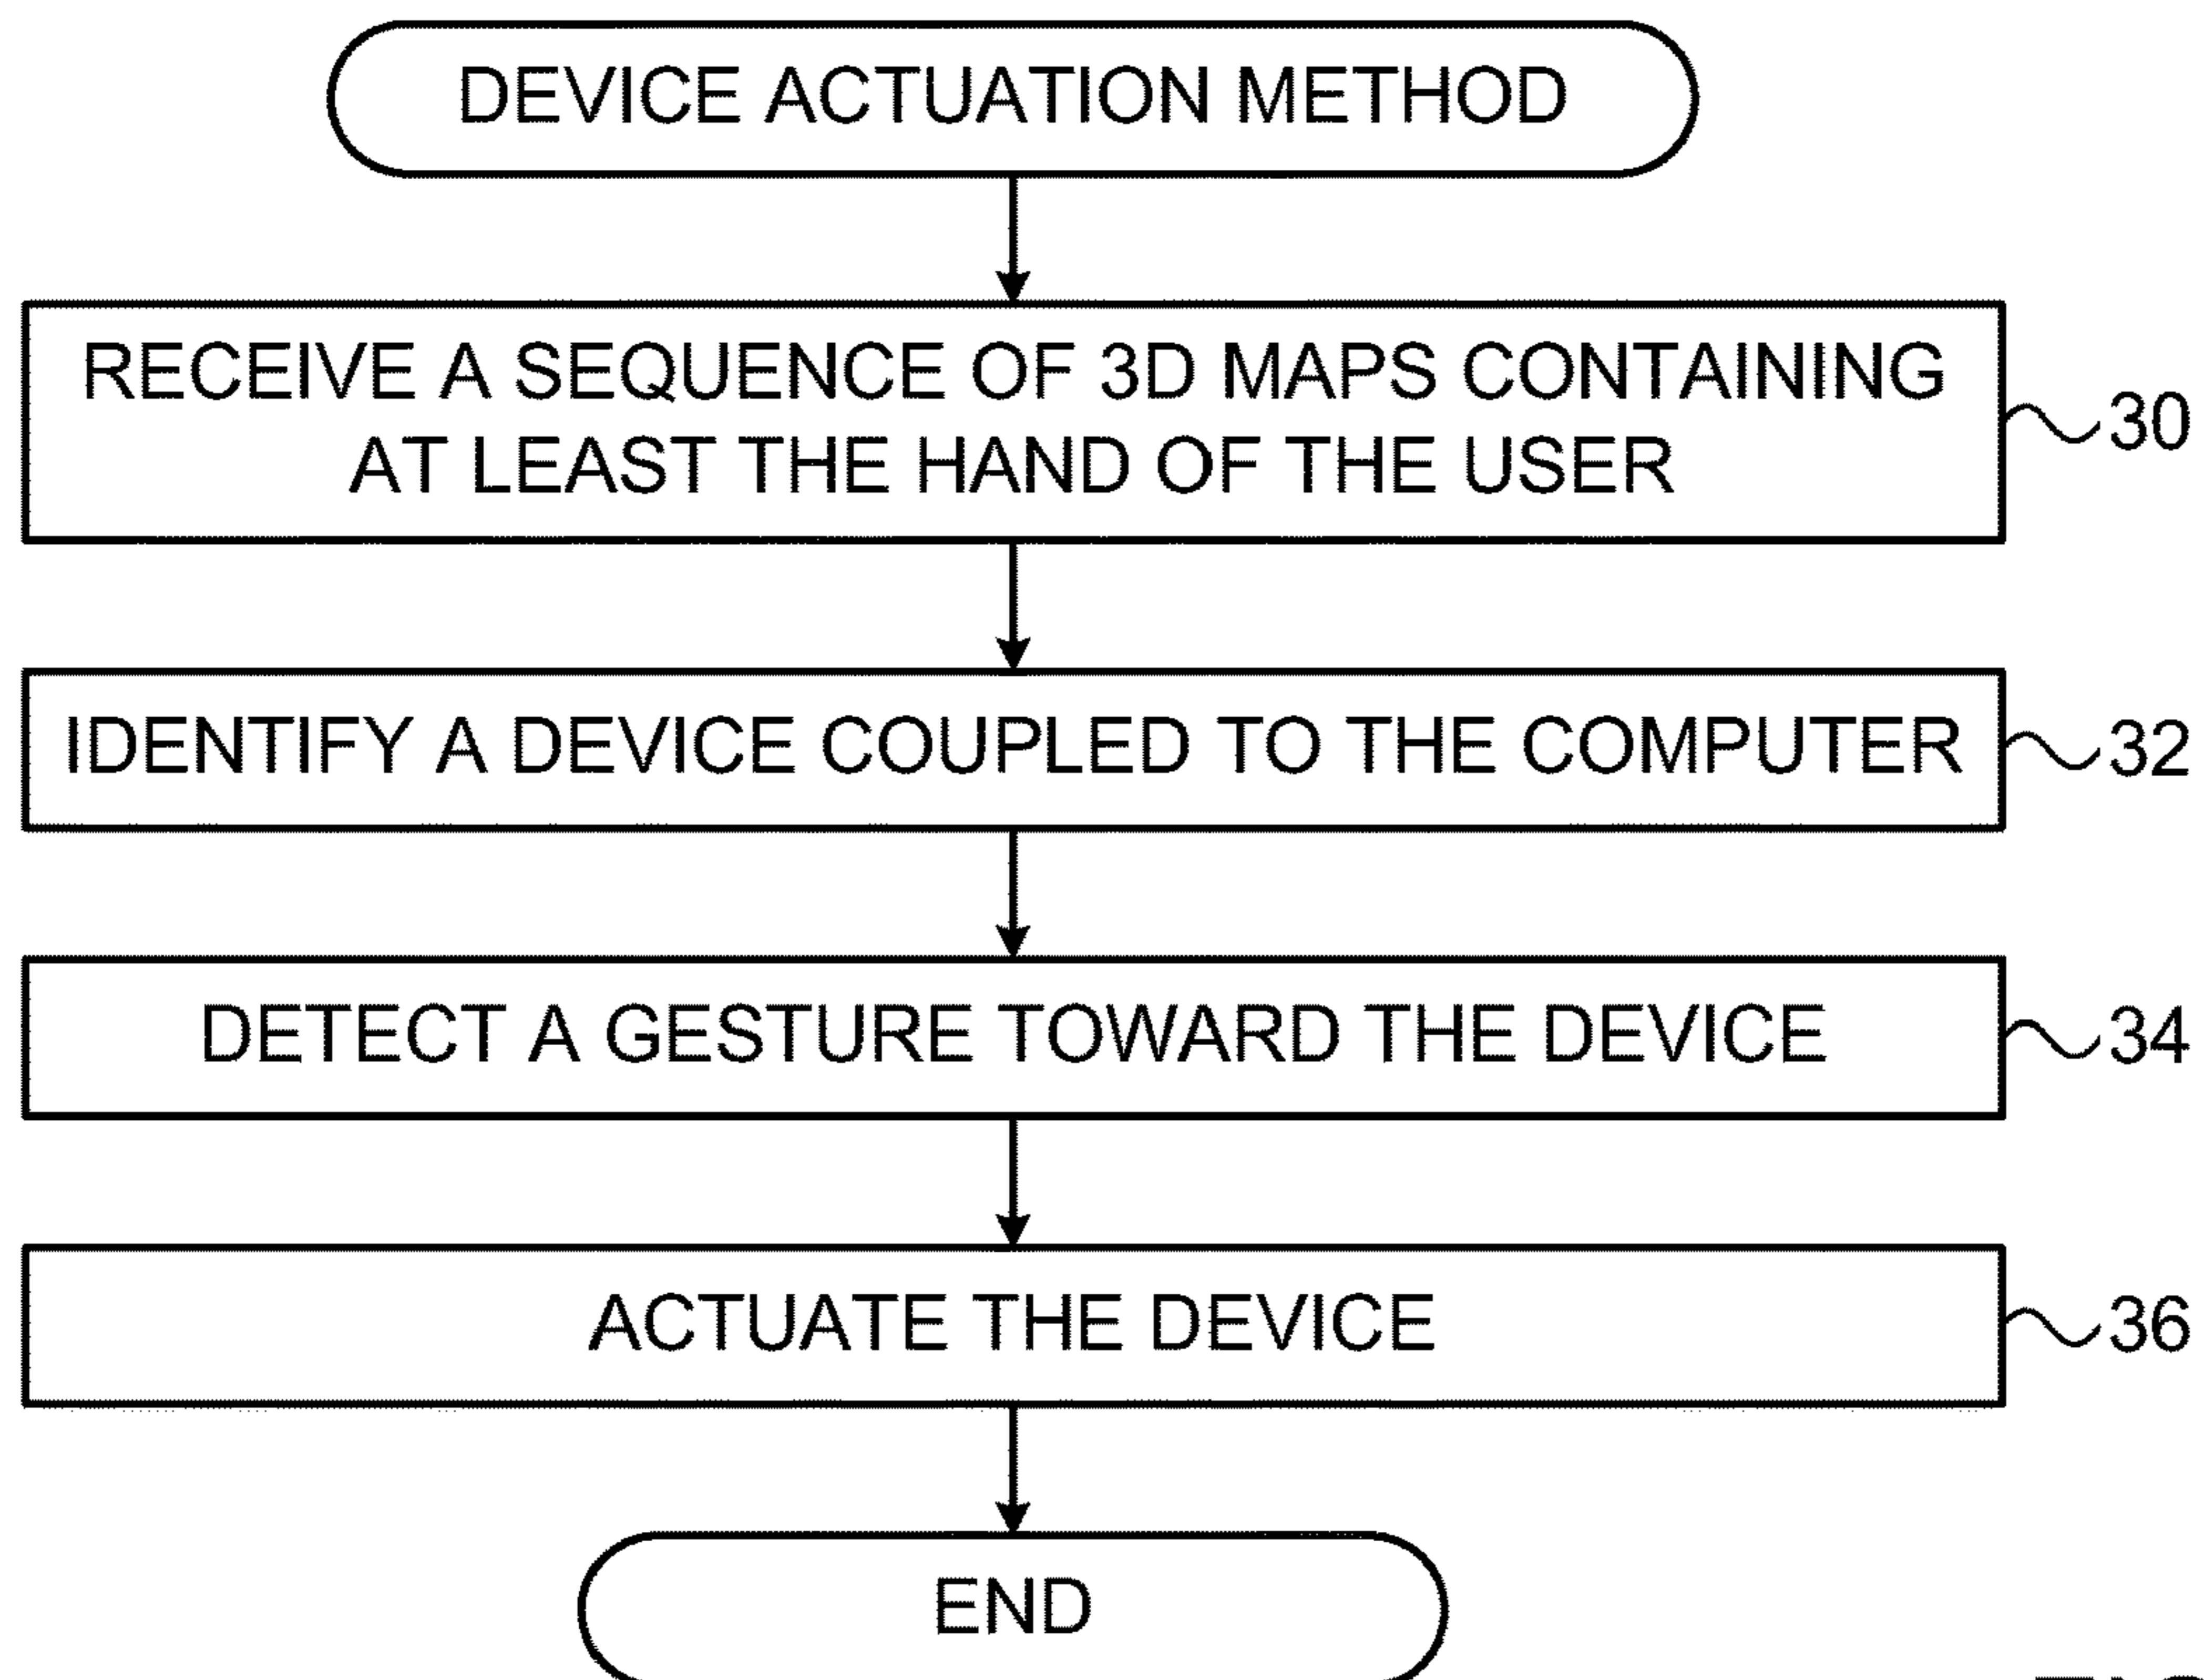 DEVICE ACTUATION METHOD
RECEIVE A SEQUENCE OF 3D MAPS CONTAINING
AT LEAST THE HAND OF THE USER
30
IDENTIFY A DEVICE COUPLED TO THE COMPUTER
32
DETECT A GESTURE TOWARD THE DEVICE
34
ACTUATE THE DEVICE
36
END